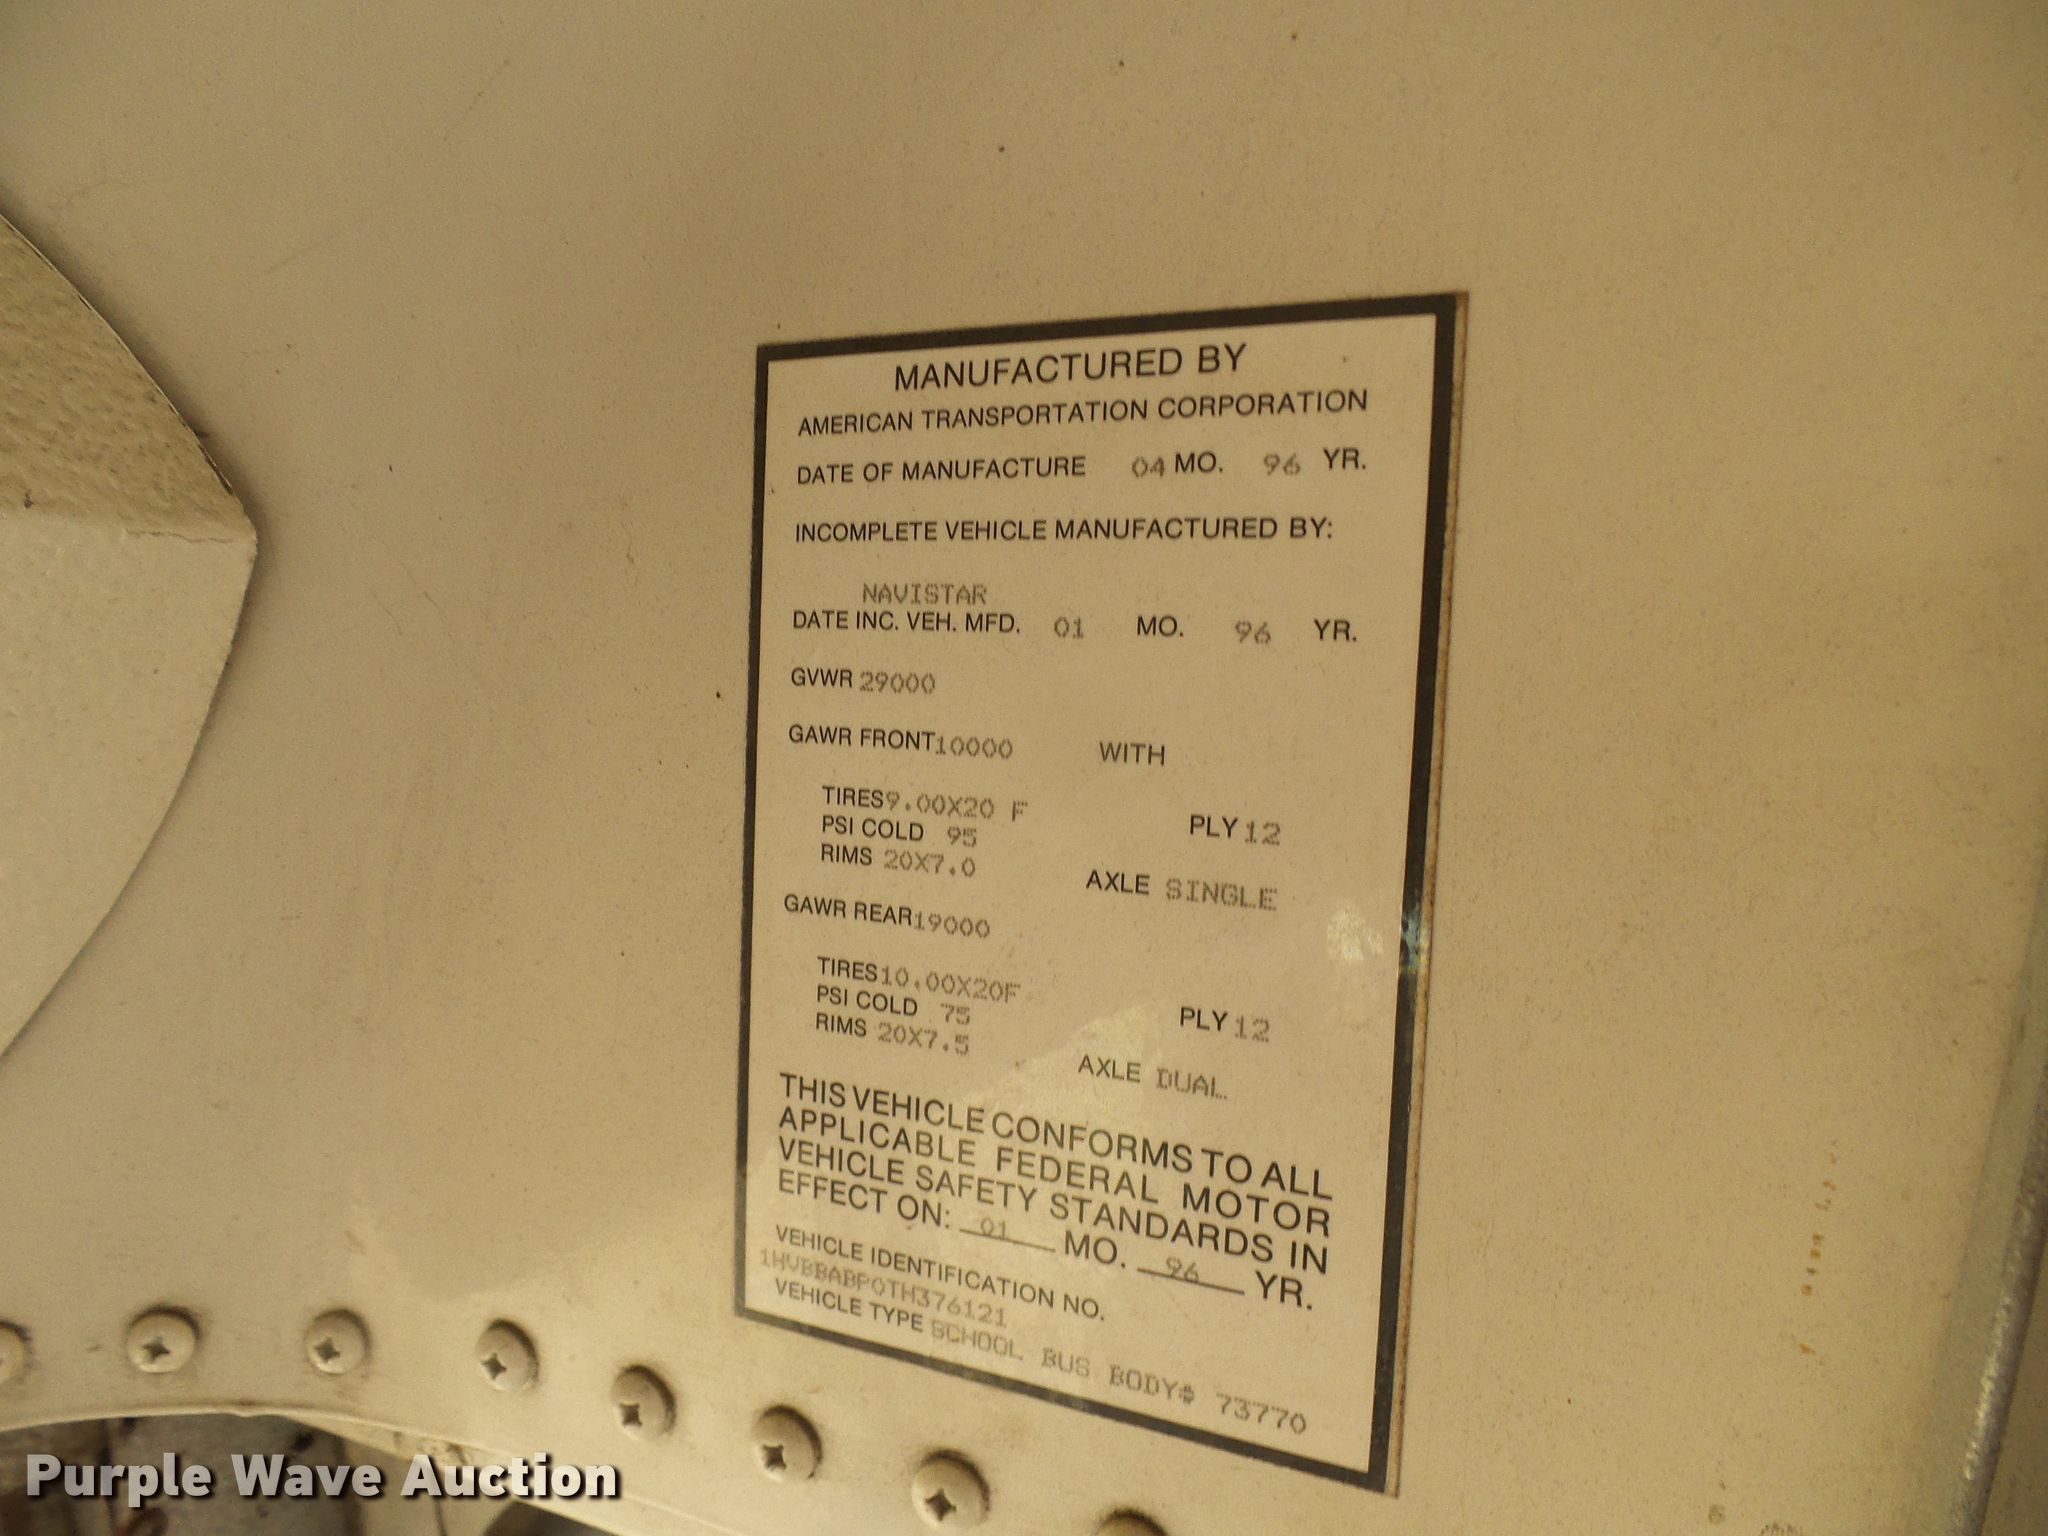 MANUFACTURED BY
AMERICAN TRANSPORTATION CORPORATION
DATE OF MANUFACTURE 04 MO. 96 YR.
INCOMPLETE VEHICLE MANUFACTURED BY:
NAVISTAR
DATE INC. VEH. MFD. 01 MO. 96 YR.
GVWR 29000
GAWR FRONT 10000 WITH
TIRES 9.00X20 F PLY 12
PSI COLD 95
RIMS 20X7.0 AXLE SINGLE
GAWR REAR 19000
TIRES 10.00X20F PLY 12
PSI COLD 75
RIMS 20X7.5 AXLE DUAL
THIS VEHICLE CONFORMS TO ALL
APPLICABLE FEDERAL MOTOR
VEHICLE SAFETY STANDARDS IN
EFFECT ON: 01 MO. 96 YR.
VEHICLE IDENTIFICATION NO.
1HVBBABP0TH376121
VEHICLE TYPE SCHOOL BUS BODY# 73770
Purple Wave Auction